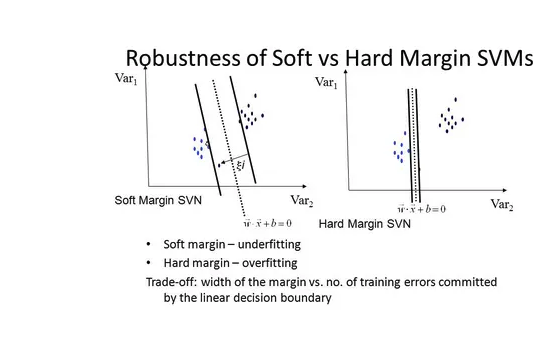 Robustness of Soft vs Hard Margin SVMs
Var₁
Var₁
ξi
Var₂
Var₂
Soft Margin SVN
w⃗ · x⃗ + b = 0
w⃗ · x⃗ + b = 0
Hard Margin SVN
• Soft margin – underfitting
• Hard margin – overfitting
Trade-off: width of the margin vs. no. of training errors committed
by the linear decision boundary